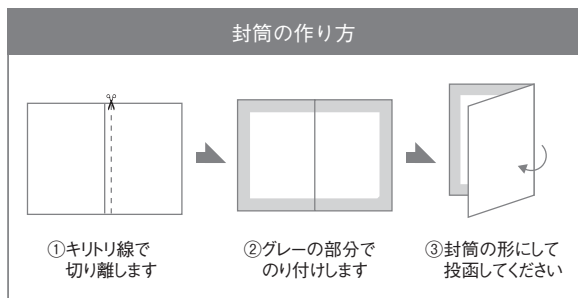 封筒の作り方
①キリトリ線で
切り離します
②グレーの部分で
のり付けします
③封筒の形にして
投函してください